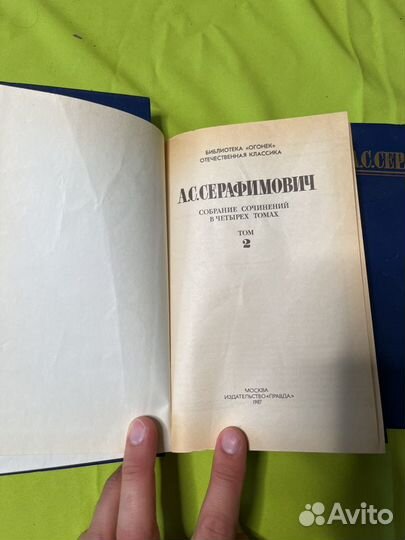 БИБЛИОТЕКА «ОГОНЕК»
ОТЕЧЕСТВЕННАЯ КЛАССИКА
А.С.СЕРАФИМОВИЧ
СОБРАНИЕ СОЧИНЕНИЙ
В ЧЕТЫРЕХ ТОМАХ
ТОМ
2
МОСКВА
ИЗДАТЕЛЬСТВО «ПРАВДА»
1987
А.С.СЕРА
Avito